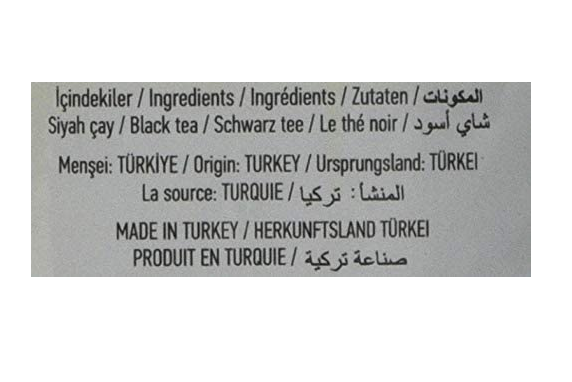 İçindekiler / Ingredients / Ingrédients / Zutaten / المكونات
Siyah çay / Black tea / Schwarz tee / Le thé noir / شاي أسود
Menşei: TÜRKİYE / Origin: TURKEY / Ursprungsland: TÜRKEI
La source: TURQUIE / المنشأ: تركيا
MADE IN TURKEY / HERKUNFTSLAND TÜRKEI
PRODUIT EN TURQUIE / صناعة تركية